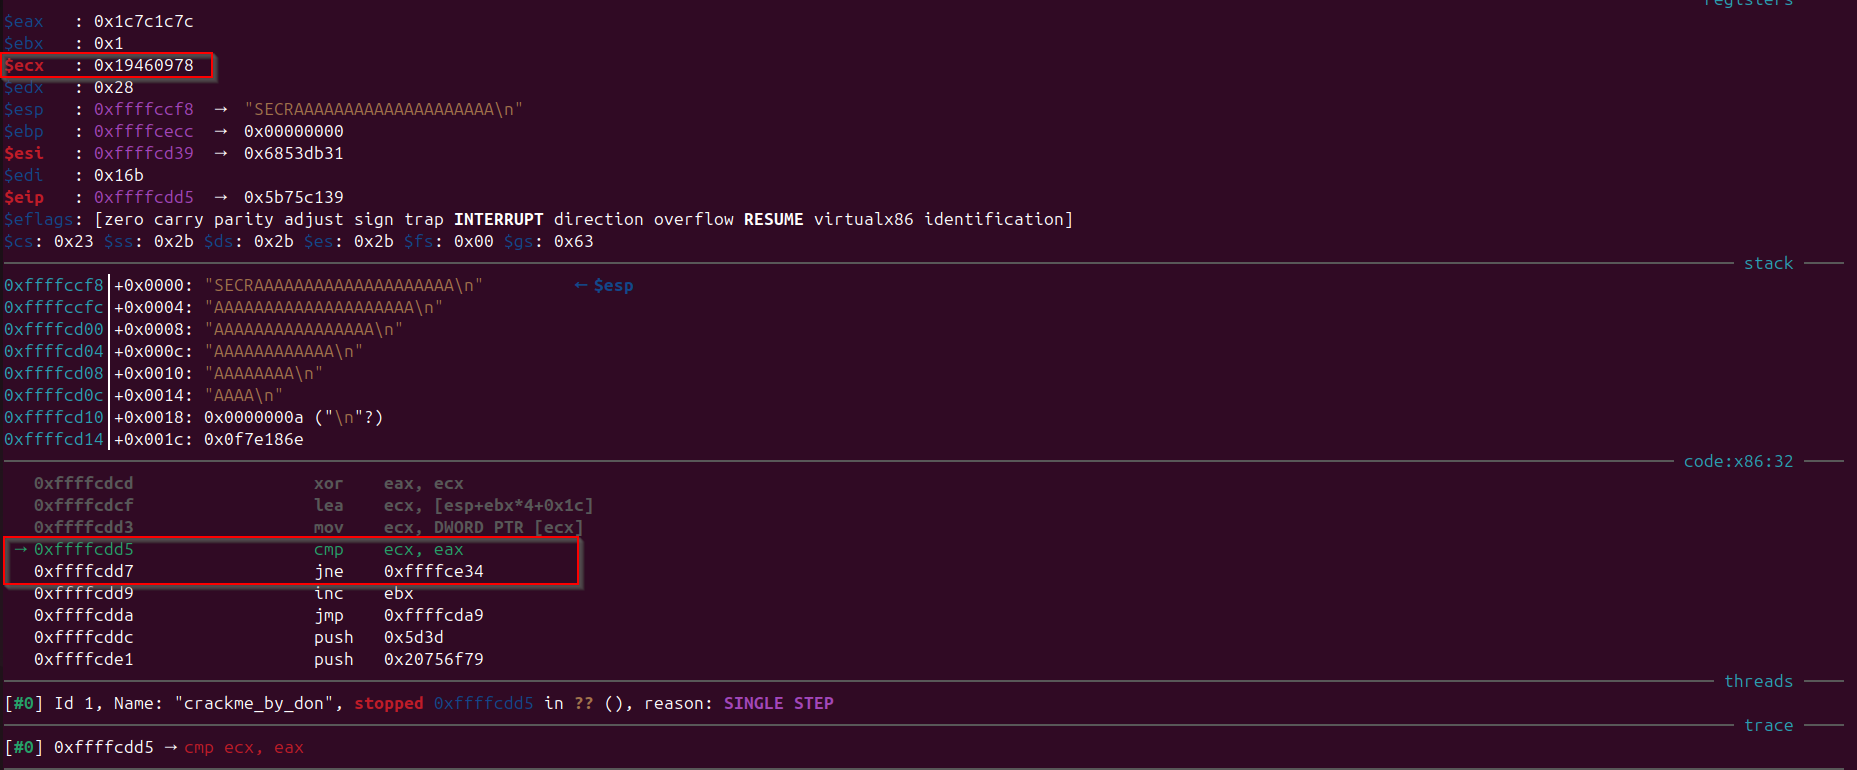 registers
$eax   : 0x1c7c1c7c
$ebx   : 0x1
$ecx   : 0x19460978
$edx   : 0x28
$esp   : 0xffffccf8  →  "SECRAAAAAAAAAAAAAAAAAAAA\n"
$ebp   : 0xffffcecc  →  0x00000000
$esi   : 0xffffcd39  →  0x6853db31
$edi   : 0x16b
$eip   : 0xffffcdd5  →  0x5b75c139
$eflags: [zero carry parity adjust sign trap INTERRUPT direction overflow RESUME virtualx86 identification]
$cs: 0x23 $ss: 0x2b $ds: 0x2b $es: 0x2b $fs: 0x00 $gs: 0x63
stack
0xffffccf8│+0x0000: "SECRAAAAAAAAAAAAAAAAAAAA\n"         ← $esp
0xffffccfc│+0x0004: "AAAAAAAAAAAAAAAAAAAA\n"
0xffffcd00│+0x0008: "AAAAAAAAAAAAAAAA\n"
0xffffcd04│+0x000c: "AAAAAAAAAAAA\n"
0xffffcd08│+0x0010: "AAAAAAAA\n"
0xffffcd0c│+0x0014: "AAAA\n"
0xffffcd10│+0x0018: 0x0000000a ("\n"?)
0xffffcd14│+0x001c: 0x0f7e186e
code:x86:32
0xffffcdcd                  xor    eax, ecx
0xffffcdcf                  lea    ecx, [esp+ebx*4+0x1c]
0xffffcdd3                  mov    ecx, DWORD PTR [ecx]
→ 0xffffcdd5                  cmp    ecx, eax
0xffffcdd7                  jne    0xffffce34
0xffffcdd9                  inc    ebx
0xffffcdda                  jmp    0xffffcda9
0xffffcddc                  push   0x5d3d
0xffffcde1                  push   0x20756f79
threads
[#0] Id 1, Name: "crackme_by_don", stopped 0xffffcdd5 in ?? (), reason: SINGLE STEP
trace
[#0] 0xffffcdd5 → cmp ecx, eax